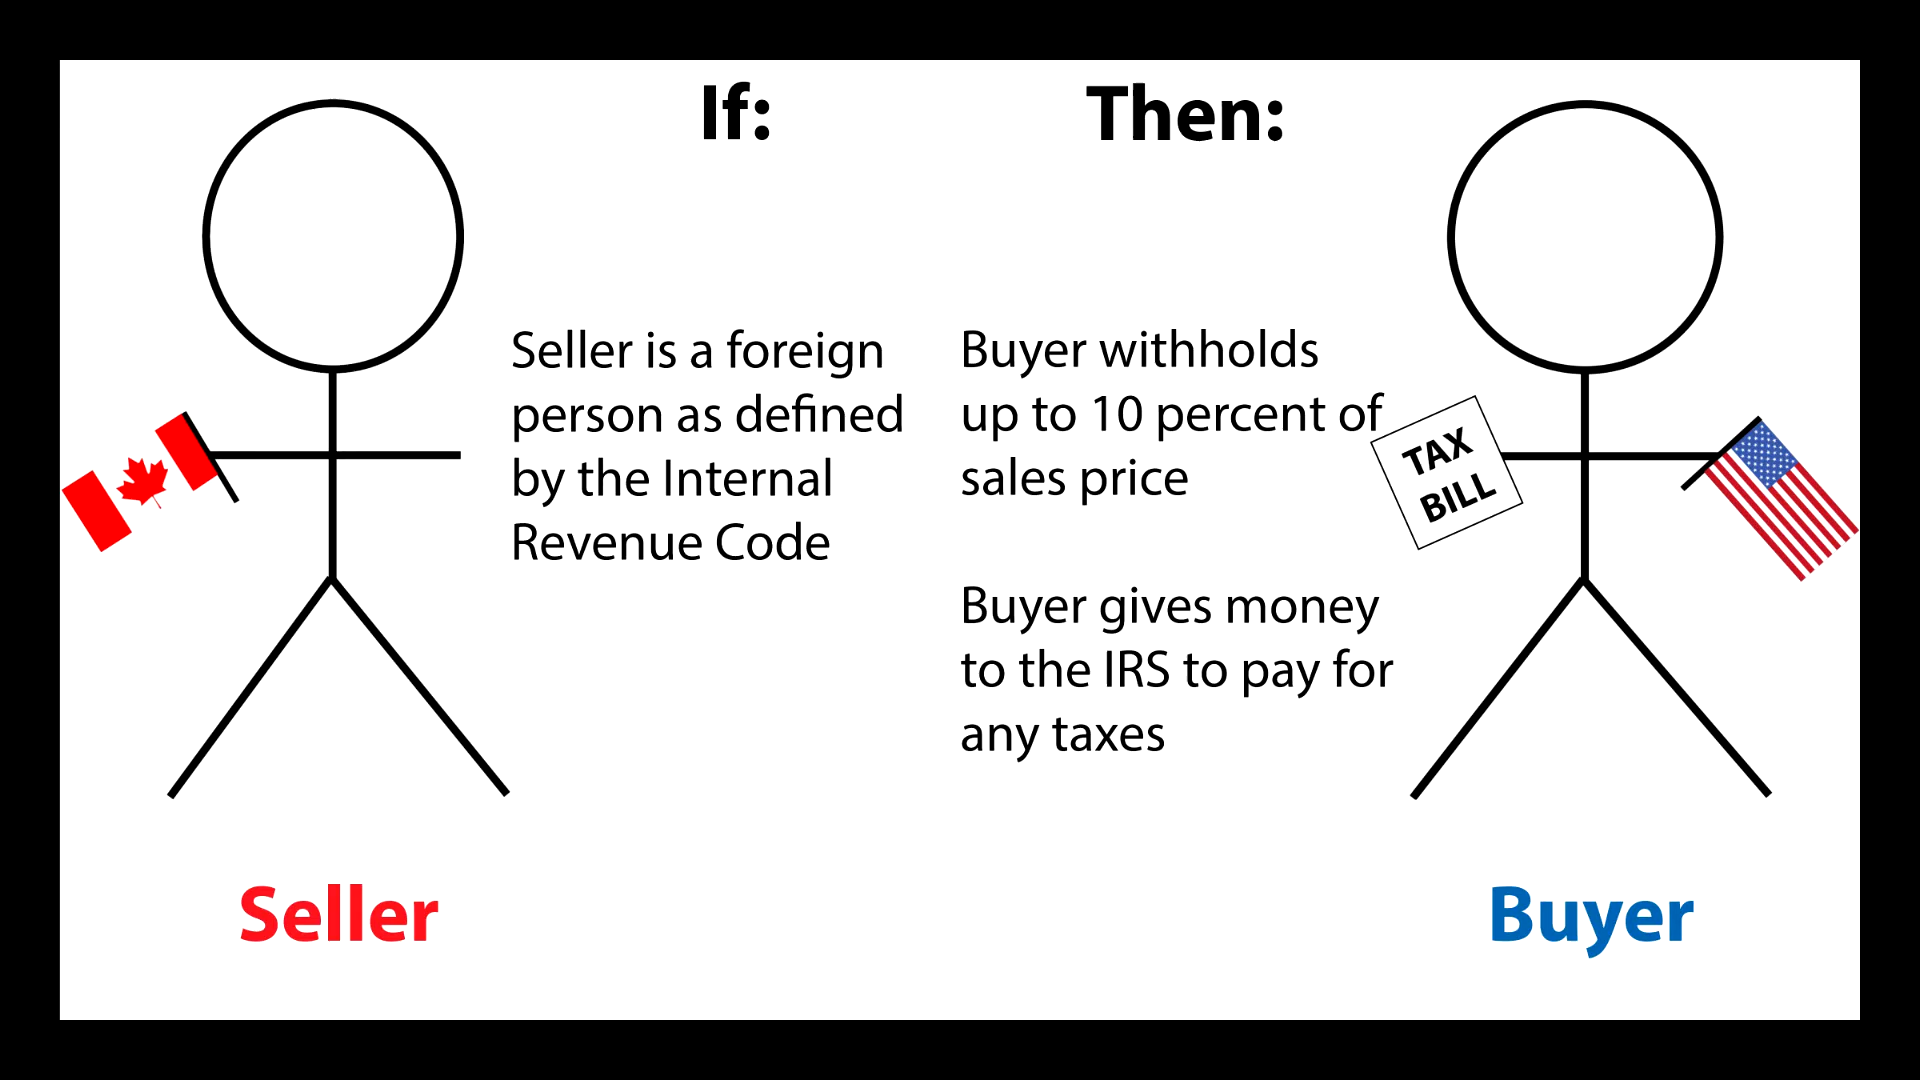 If:
Seller is a foreign
person as defined
by the Internal
Revenue Code
Then:
Buyer withholds
up to 10 percent of
sales price
Buyer gives money
to the IRS to pay for
any taxes
TAX
BILL
Seller
Buyer